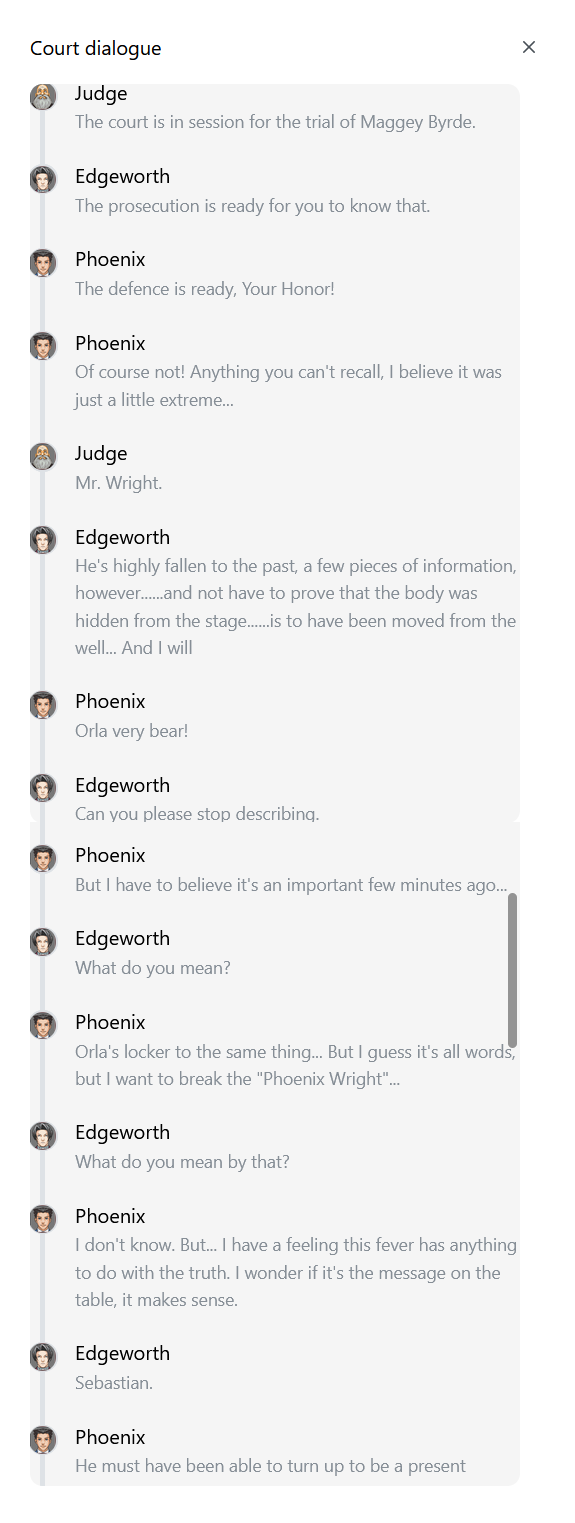 Court dialogue
Judge
The court is in session for the trial of Maggey Byrde.
Edgeworth
The prosecution is ready for you to know that.
Phoenix
The defence is ready, Your Honor!
Phoenix
Of course not! Anything you can't recall, I believe it was
just a little extreme...
Judge
Mr. Wright.
Edgeworth
He's highly fallen to the past, a few pieces of information,
however......and not have to prove that the body was
hidden from the stage......is to have been moved from the
well... And I will
Phoenix
Orla very bear!
Edgeworth
Can you please stop describing.
Phoenix
But I have to believe it's an important few minutes ago...
Edgeworth
What do you mean?
Phoenix
Orla's locker to the same thing... But I guess it's all words,
but I want to break the "Phoenix Wright"...
Edgeworth
What do you mean by that?
Phoenix
I don't know. But... I have a feeling this fever has anything
to do with the truth. I wonder if it's the message on the
table, it makes sense.
Edgeworth
Sebastian.
Phoenix
He must have been able to turn up to be a present